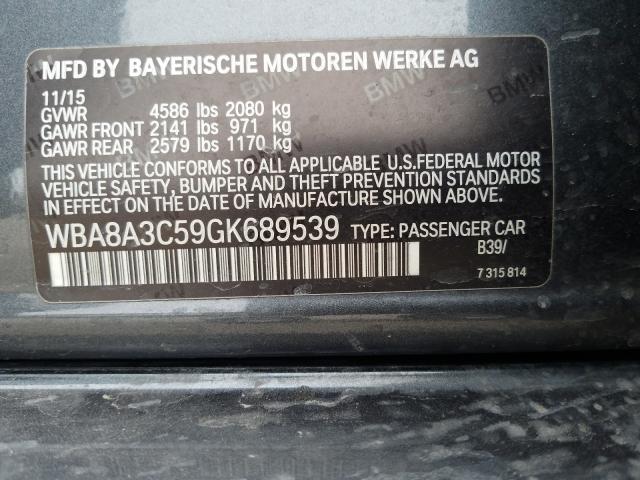 MFD BY BAYERISCHE MOTOREN WERKE AG
11/15
GVWR 4586 lbs 2080 kg
GAWR FRONT 2141 lbs 971 kg
GAWR REAR 2579 lbs 1170 kg
THIS VEHICLE CONFORMS TO ALL APPLICABLE U.S.FEDERAL MOTOR
VEHICLE SAFETY, BUMPER AND THEFT PREVENTION STANDARDS IN
EFFECT ON THE DATE OF MANUFACTURE SHOWN ABOVE.
WBA8A3C59GK689539 TYPE: PASSENGER CAR
B39/
7 315 814